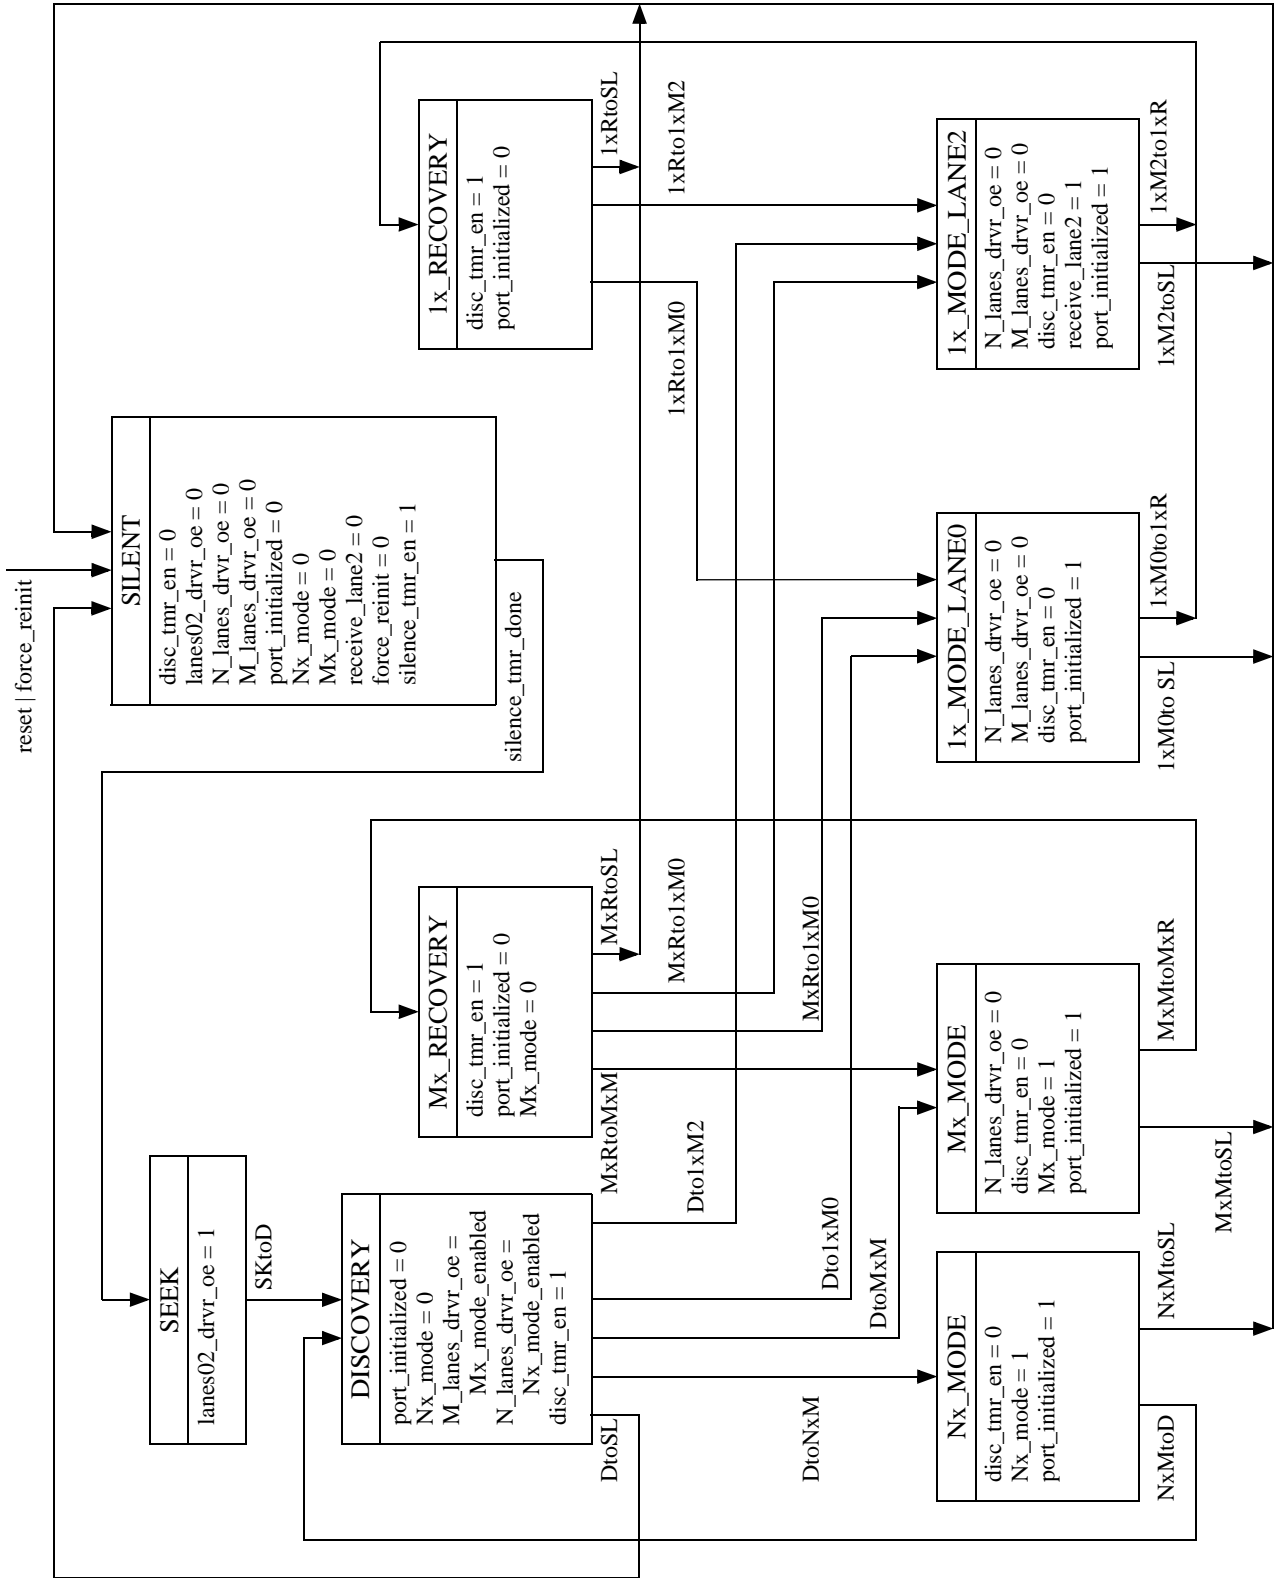 reset | force_reinit
SILENT
disc_tmr_en = 0
lanes02_drvr_oe = 0
N_lanes_drvr_oe = 0
M_lanes_drvr_oe = 0
port_initialized = 0
Nx_mode = 0
Mx_mode = 0
receive_lane2 = 0
force_reinit = 0
silence_tmr_en = 1
silence_tmr_done
SEEK
lanes02_drvr_oe = 1
SKtoD
DISCOVERY
port_initialized = 0
Nx_mode = 0
M_lanes_drvr_oe =
Mx_mode_enabled
N_lanes_drvr_oe =
Nx_mode_enabled
disc_tmr_en = 1
DtoSL
Mx_RECOVERY
disc_tmr_en = 1
port_initialized = 0
Mx_mode = 0
MxRtoMxM
MxRtoSL
1x_RECOVERY
disc_tmr_en = 1
port_initialized = 0
1xRtoSL
Dto1xM2
MxRto1xM0
1xRto1xM0
1xRto1xM2
DtoNxM
DtoMxM
Dto1xM0
MxRto1xM0
Nx_MODE
disc_tmr_en = 0
Nx_mode = 1
port_initialized = 1
NxMtoD
NxMtoSL
Mx_MODE
N_lanes_drvr_oe = 0
disc_tmr_en = 0
Mx_mode = 1
port_initialized = 1
MxMtoSL
MxMtoMxR
1x_MODE_LANE0
N_lanes_drvr_oe = 0
M_lanes_drvr_oe = 0
disc_tmr_en = 0
port_initialized = 1
1xM0to SL
1xM0to1xR
1x_MODE_LANE2
N_lanes_drvr_oe = 0
M_lanes_drvr_oe = 0
disc_tmr_en = 0
receive_lane2 = 1
port_initialized = 1
1xM2toSL
1xM2to1xR